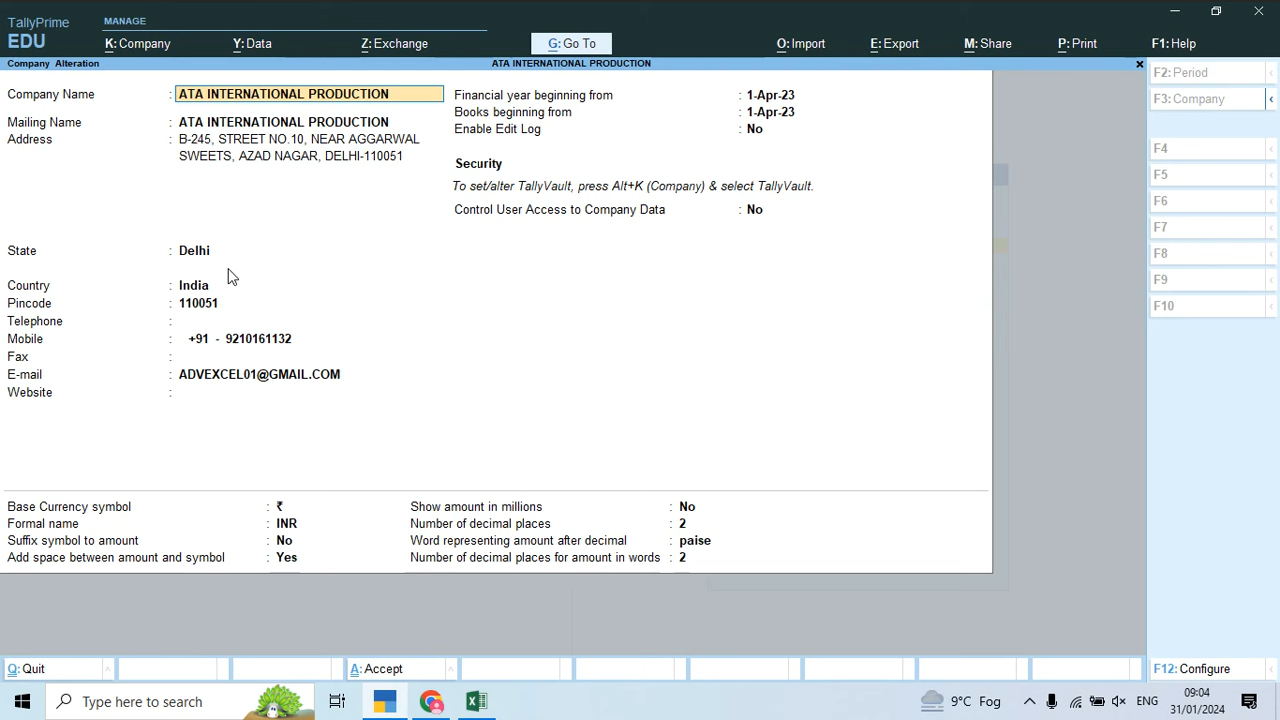 TallyPrime
EDU
MANAGE
K: Company
Y: Data
Z: Exchange
G: Go To
O: Import
E: Export
M: Share
P: Print
F1: Help
Company Alteration
ATA INTERNATIONAL PRODUCTION
×
F2: Period
F3: Company
F4
F5
F6
F7
F8
F9
F10
Company Name : ATA INTERNATIONAL PRODUCTION
Mailing Name : ATA INTERNATIONAL PRODUCTION
Address : B-245, STREET NO.10, NEAR AGGARWAL
SWEETS, AZAD NAGAR, DELHI-110051
State : Delhi
Country : India
Pincode : 110051
Telephone :
Mobile : +91 - 9210161132
Fax :
E-mail : ADVEXCEL01@GMAIL.COM
Website :
Financial year beginning from : 1-Apr-23
Books beginning from : 1-Apr-23
Enable Edit Log : No
Security
To set/alter TallyVault, press Alt+K (Company) & select TallyVault.
Control User Access to Company Data : No
Base Currency symbol : ₹
Formal name : INR
Suffix symbol to amount : No
Add space between amount and symbol : Yes
Show amount in millions : No
Number of decimal places : 2
Word representing amount after decimal : paise
Number of decimal places for amount in words : 2
Q: Quit
A: Accept
F12: Configure
Type here to search
9°C Fog
ENG
09:04
31/01/2024